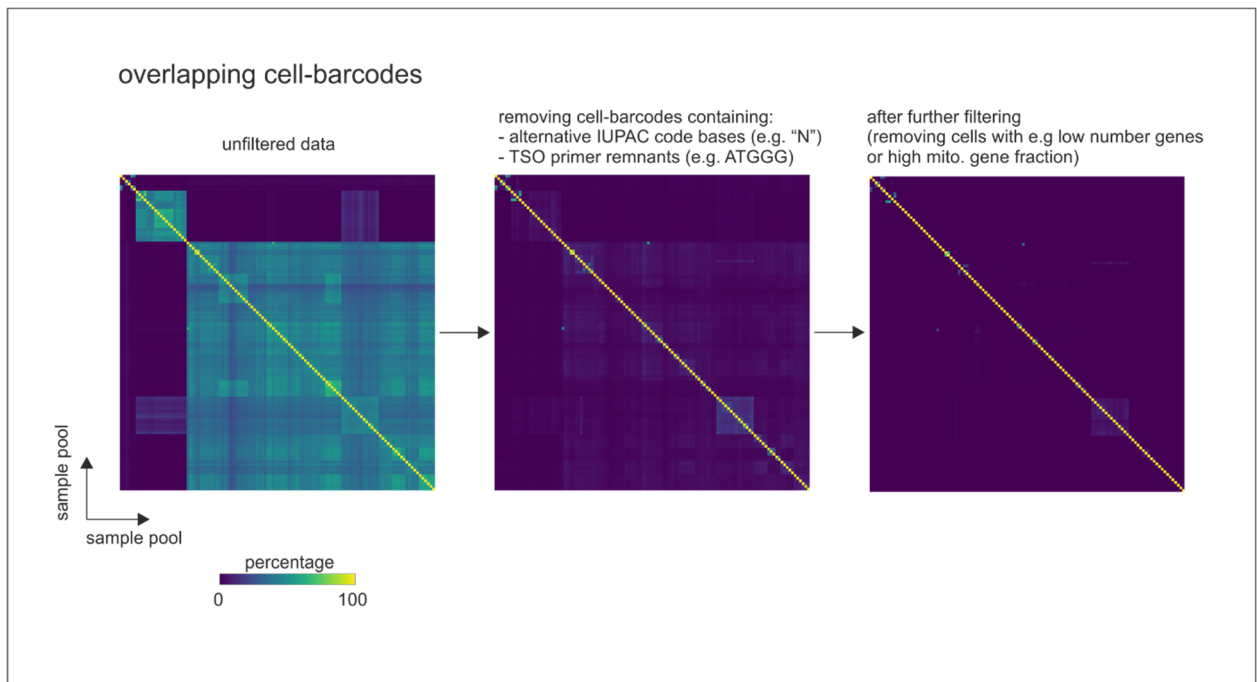 overlapping cell-barcodes
unfiltered data
removing cell-barcodes containing:
- alternative IUPAC code bases (e.g. “N”)
- TSO primer remnants (e.g. ATGGG)
after further filtering
(removing cells with e.g low number genes
or high mito. gene fraction)
sample pool
sample pool
percentage
0 100